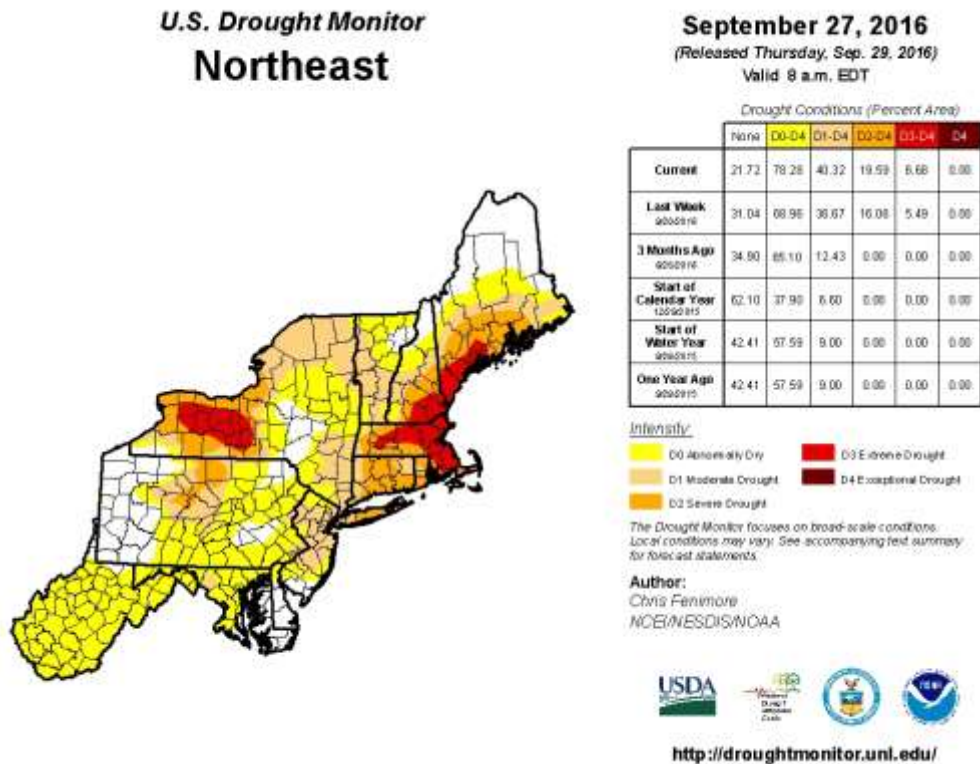 U.S. Drought Monitor
Northeast
September 27, 2016
(Released Thursday, Sep. 29, 2016)
Valid 8 a.m. EDT
Drought Conditions (Percent Area)
None D0-D4 D1-D4 D2-D4 D3-D4 D4
Current 21.72 78.28 40.32 19.59 6.68 0.00
Last Week 31.04 68.96 38.67 16.08 5.49 0.00
3 Months Ago 34.90 65.10 12.43 0.00 0.00 0.00
Start of
Calendar Year 62.10 37.90 6.60 0.00 0.00 0.00
Start of
Water Year 42.41 57.59 9.00 0.00 0.00 0.00
One Year Ago 42.41 57.59 9.00 0.00 0.00 0.00
Intensity:
D0 Abnormally Dry D3 Extreme Drought
D1 Moderate Drought D4 Exceptional Drought
D2 Severe Drought
The Drought Monitor focuses on broad-scale conditions.
Local conditions may vary. See accompanying text summary
for forecast statements.
Author:
Chris Fenimore
NCEI/NESDIS/NOAA
USDA
http://droughtmonitor.unl.edu/